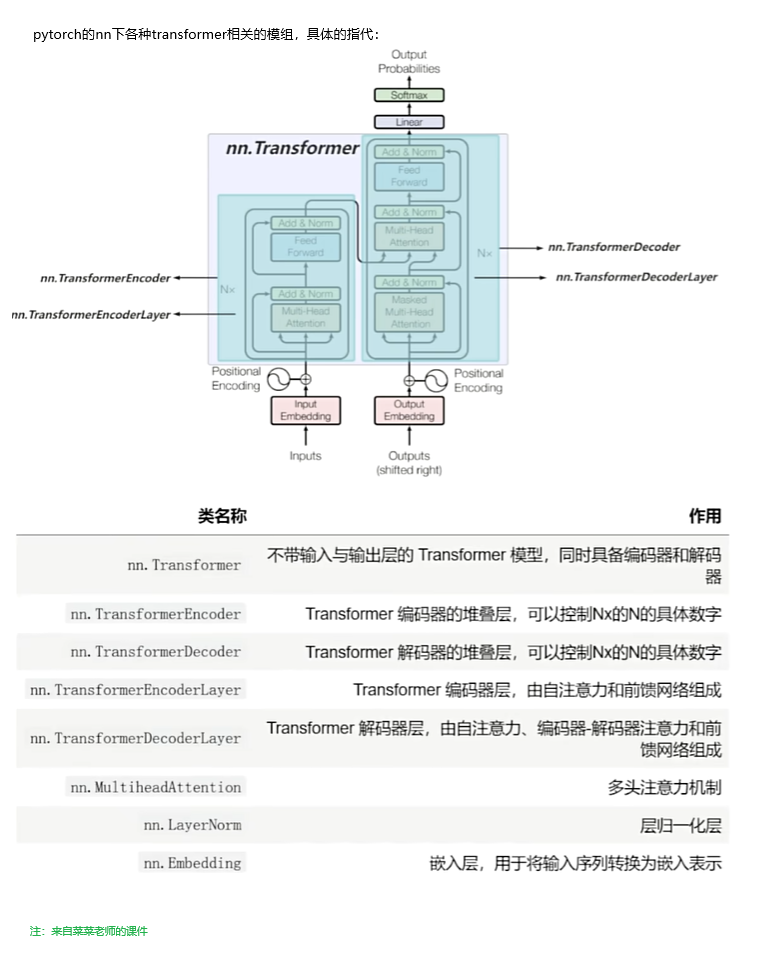 pytorch的nn下各种transformer相关的模组，具体的指代：
Output
Probabilities
Softmax
Linear
nn.Transformer
Add & Norm
Feed
Forward
Add & Norm
Multi-Head
Attention
Add & Norm
Masked
Multi-Head
Attention
Nx
Add & Norm
Feed
Forward
Add & Norm
Multi-Head
Attention
Nx
nn.TransformerDecoder
nn.TransformerDecoderLayer
nn.TransformerEncoder
nn.TransformerEncoderLayer
Positional
Encoding
Positional
Encoding
Input
Embedding
Output
Embedding
Inputs
Outputs
(shifted right)
类名称 作用
nn.Transformer 不带输入与输出层的 Transformer 模型，同时具备编码器和解码
器
nn.TransformerEncoder Transformer 编码器的堆叠层，可以控制Nx的N的具体数字
nn.TransformerDecoder Transformer 解码器的堆叠层，可以控制Nx的N的具体数字
nn.TransformerEncoderLayer Transformer 编码器层，由自注意力和前馈网络组成
nn.TransformerDecoderLayer Transformer 解码器层，由自注意力、编码器-解码器注意力和前
馈网络组成
nn.MultiheadAttention 多头注意力机制
nn.LayerNorm 层归一化层
nn.Embedding 嵌入层，用于将输入序列转换为嵌入表示
注：来自菜菜老师的课件